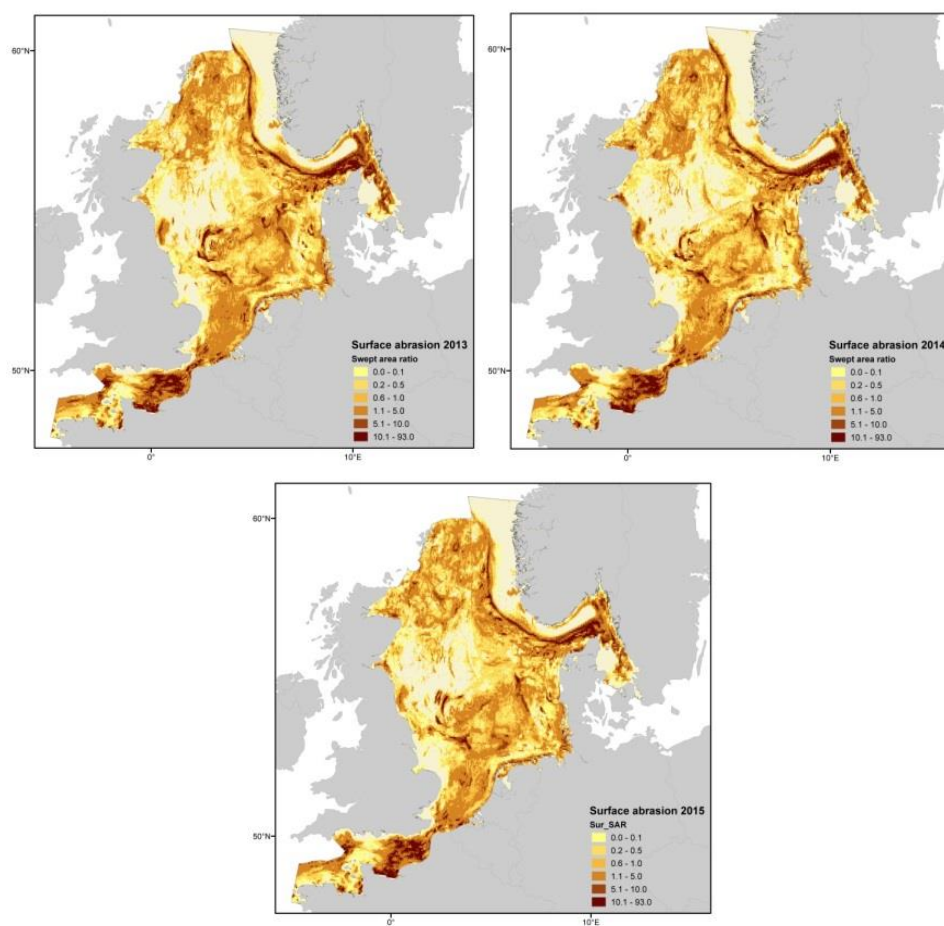 60°N
50°N
0°
10°E
Surface abrasion 2013
Swept area ratio
0.0 - 0.1
0.2 - 0.5
0.6 - 1.0
1.1 - 5.0
5.1 - 10.0
10.1 - 93.0
60°N
50°N
0°
10°E
Surface abrasion 2014
Swept area ratio
0.0 - 0.1
0.2 - 0.5
0.6 - 1.0
1.1 - 5.0
5.1 - 10.0
10.1 - 93.0
60°N
50°N
0°
10°E
Surface abrasion 2015
Sur_SAR
0.0 - 0.1
0.2 - 0.5
0.6 - 1.0
1.1 - 5.0
5.1 - 10.0
10.1 - 93.0